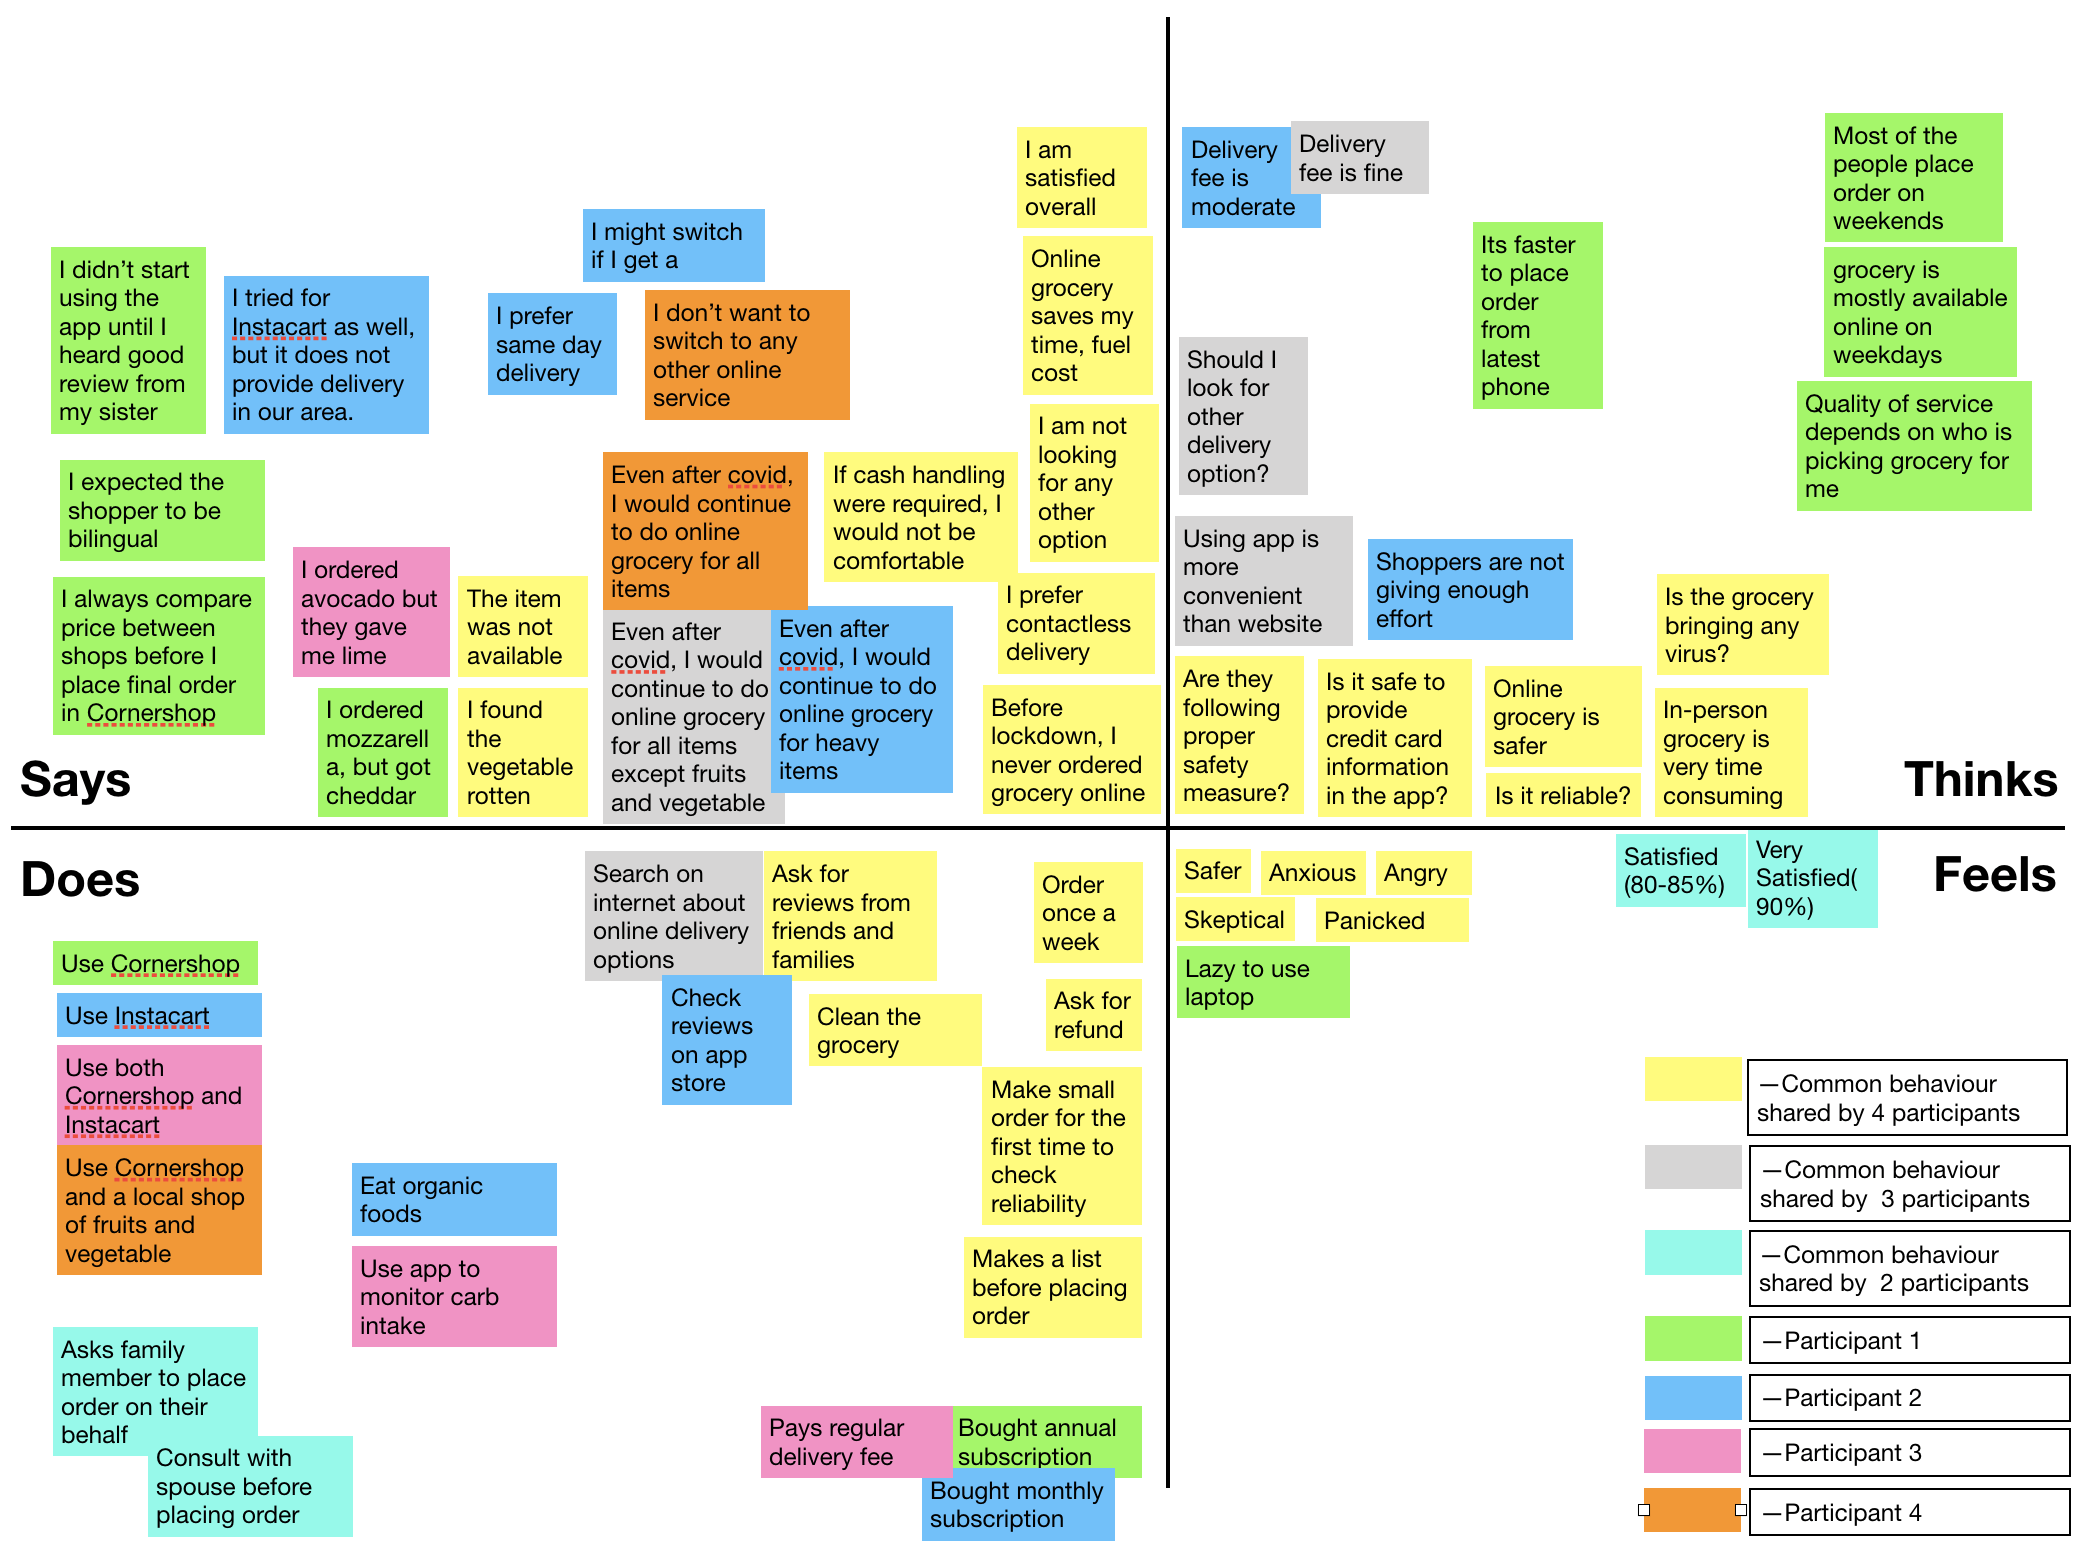 I am
satisfied
overall
I might switch
if I get a
Online
grocery
saves my
time, fuel
cost
I didn’t start
using the
app until I
heard good
review from
my sister
I tried for
Instacart as well,
but it does not
provide delivery
in our area.
I prefer
same day
delivery
I don’t want to
switch to any
other online
service
I am not
looking
for any
other
option
I expected the
shopper to be
bilingual
Even after covid,
I would continue
to do online
grocery for all
items
If cash handling
were required, I
would not be
comfortable
I ordered
avocado but
they gave
me lime
The item
was not
available
I prefer
contactless
delivery
I always compare
price between
shops before I
place final order
in Cornershop
Even after
covid, I would
continue to do
online grocery
for all items
except fruits
and vegetable
Even after
covid, I would
continue to do
online grocery
for heavy
items
I ordered
mozzarell
a, but got
cheddar
I found
the
vegetable
rotten
Before
lockdown, I
never ordered
grocery online
Says
Delivery
fee is
moderate
Delivery
fee is fine
Most of the
people place
order on
weekends
Its faster
to place
order
from
latest
phone
grocery is
mostly available
online on
weekdays
Should I
look for
other
delivery
option?
Quality of service
depends on who is
picking grocery for
me
Using app is
more
convenient
than website
Shoppers are not
giving enough
effort
Is the grocery
bringing any
virus?
Are they
following
proper
safety
measure?
Is it safe to
provide
credit card
information
in the app?
Online
grocery is
safer
Is it reliable?
In-person
grocery is
very time
consuming
Thinks
Does
Search on
internet about
online delivery
options
Ask for
reviews from
friends and
families
Order
once a
week
Use Cornershop
Use Instacart
Use both
Cornershop and
Instacart
Use Cornershop
and a local shop
of fruits and
vegetable
Check
reviews
on app
store
Clean the
grocery
Ask for
refund
Make small
order for the
first time to
check
reliability
Eat organic
foods
Use app to
monitor carb
intake
Makes a list
before placing
order
Asks family
member to place
order on their
behalf
Consult with
spouse before
placing order
Pays regular
delivery fee
Bought annual
subscription
Bought monthly
subscription
Safer
Anxious
Angry
Skeptical
Panicked
Lazy to use
laptop
Satisfied
(80-85%)
Very
Satisfied(
90%)
Feels
—Common behaviour
shared by 4 participants
—Common behaviour
shared by  3 participants
—Common behaviour
shared by  2 participants
—Participant 1
—Participant 2
—Participant 3
—Participant 4